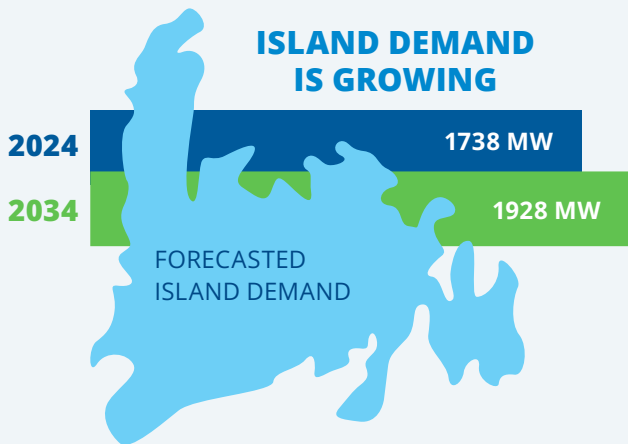 ISLAND DEMAND
IS GROWING
2024
1738 MW
2034
1928 MW
FORECASTED
ISLAND DEMAND